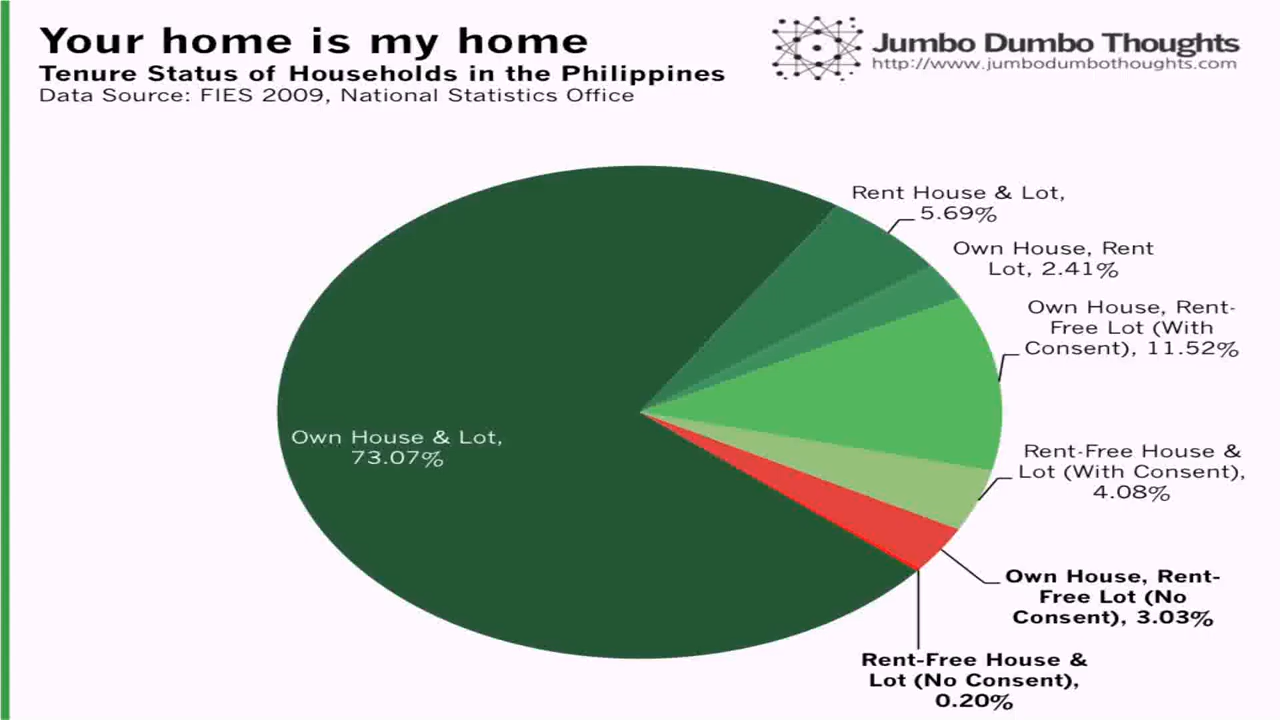 Your home is my home
Tenure Status of Households in the Philippines
Data Source: FIES 2009, National Statistics Office
Jumbo Dumbo Thoughts
http://www.jumbodumbothoughts.com
Rent House & Lot,
5.69%
Own House, Rent
Lot, 2.41%
Own House, Rent-
Free Lot (With
Consent), 11.52%
Own House & Lot,
73.07%
Rent-Free House &
Lot (With Consent),
4.08%
Own House, Rent-
Free Lot (No
Consent), 3.03%
Rent-Free House &
Lot (No Consent),
0.20%